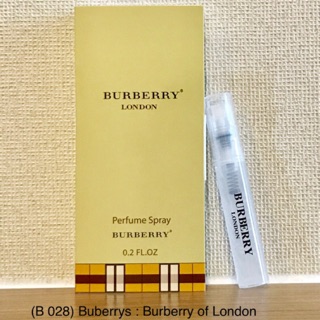 BURBERRY®
LONDON
Perfume Spray
BURBERRY®
0.2 FL.OZ
BURBERRY
LONDON
(B 028) Buberrys : Burberry of London